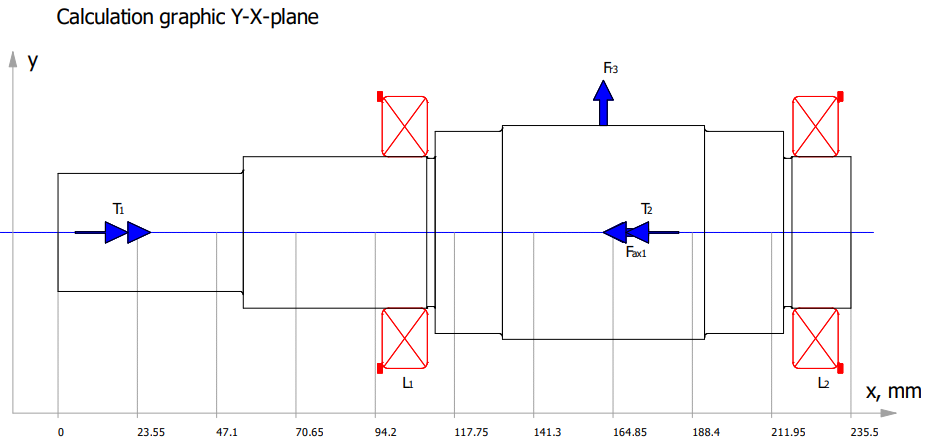 Calculation graphic Y-X-plane
y
Fr3
T1
T2
Fax1
L1
L2
x, mm
0 23.55 47.1 70.65 94.2 117.75 141.3 164.85 188.4 211.95 235.5